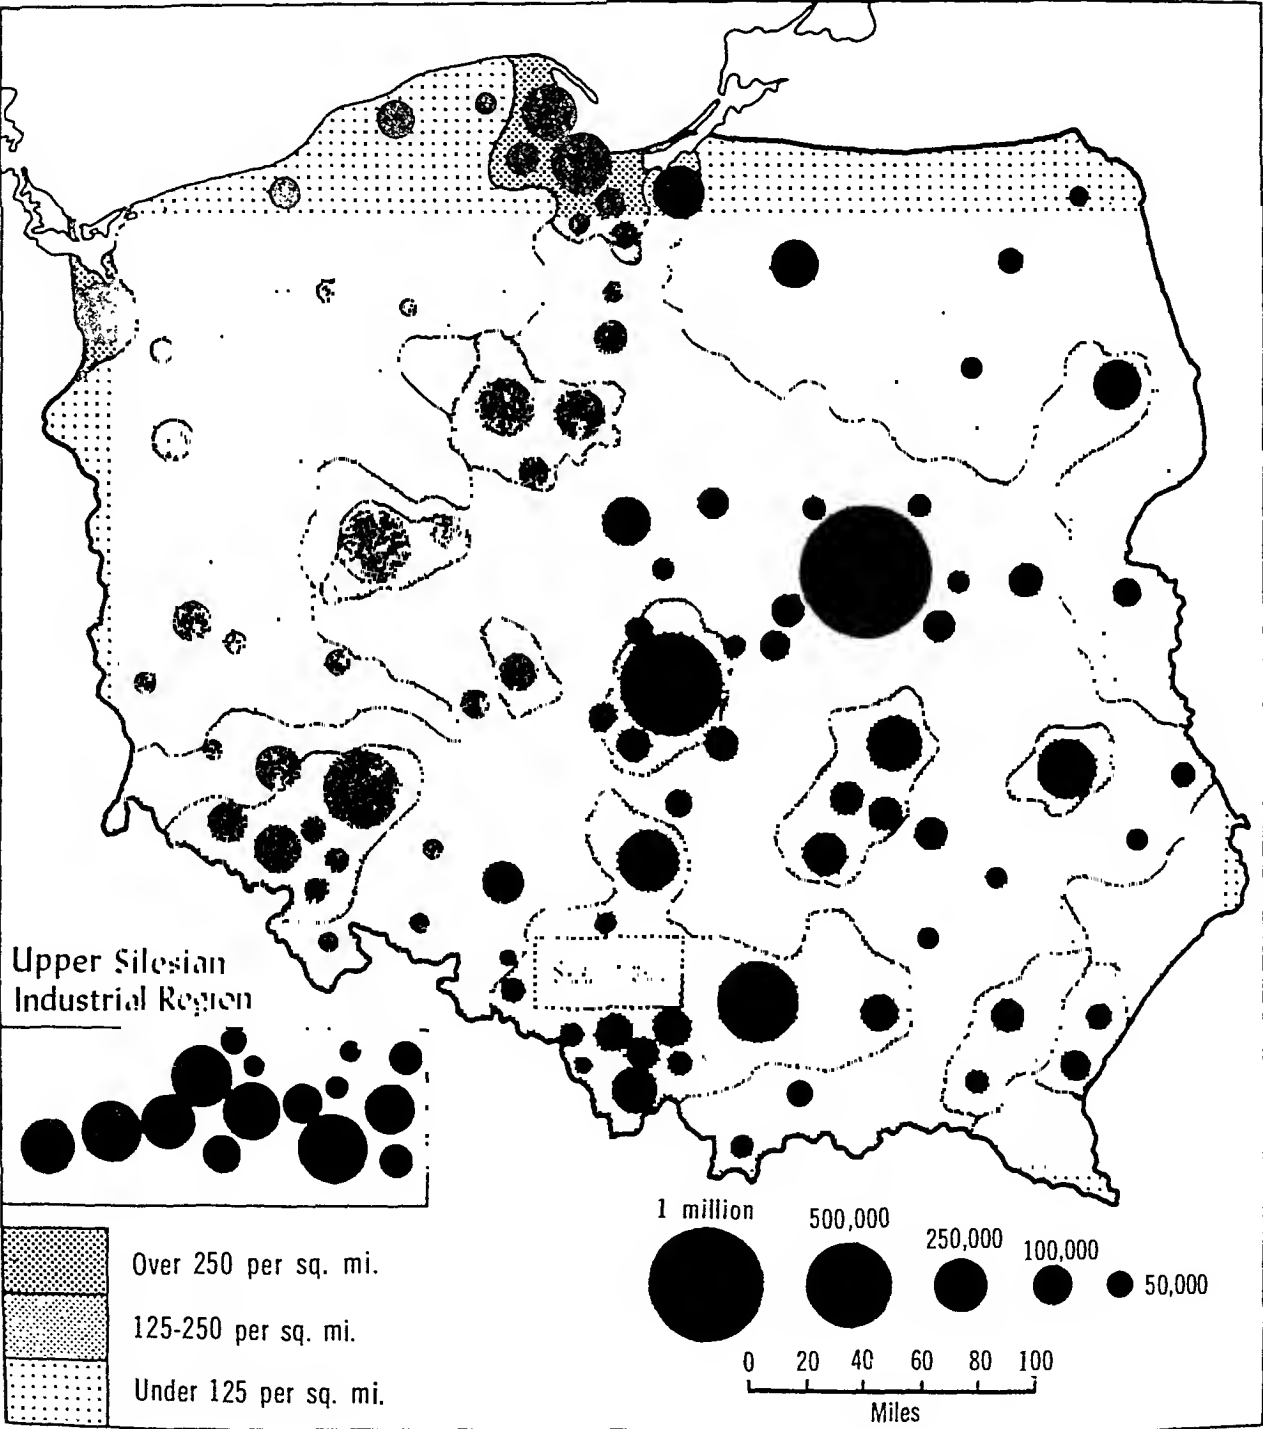 Upper Silesian
Industrial Region
Over 250 per sq. mi.
125-250 per sq. mi.
Under 125 per sq. mi.
1 million
500,000
250,000
100,000
50,000
0 20 40 60 80 100
Miles